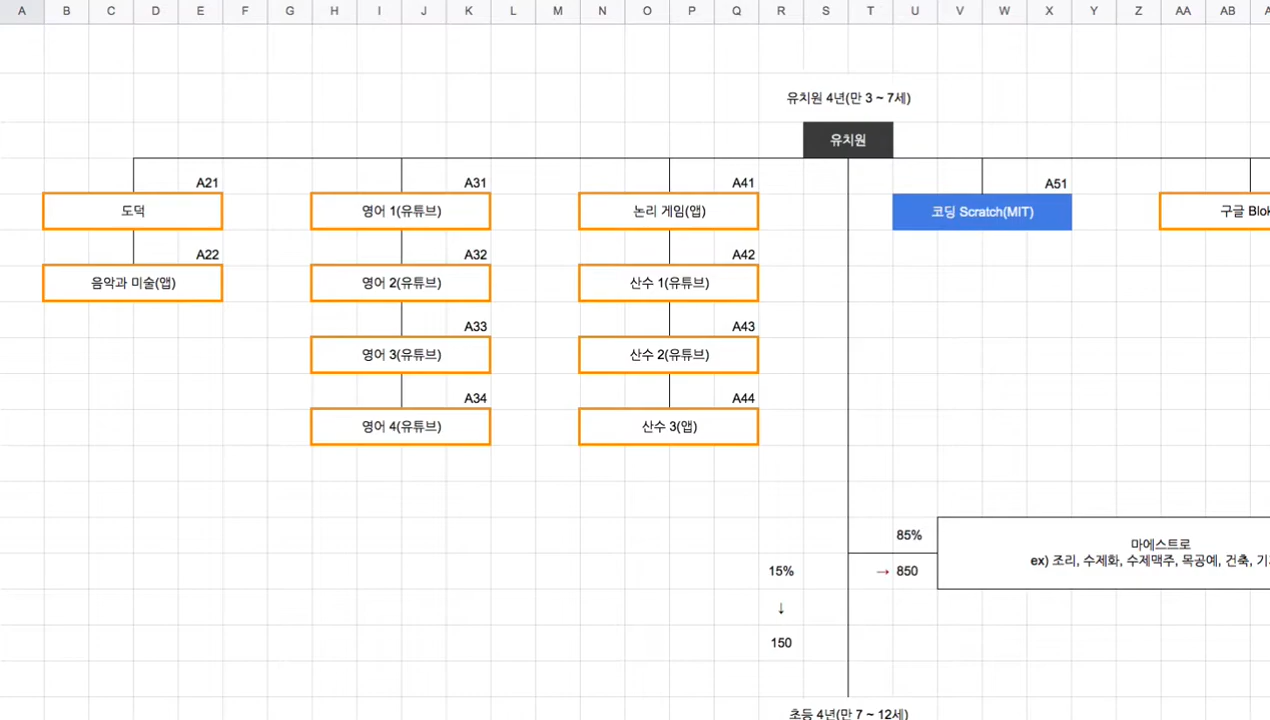 A B C D E F G H I J K L M N O P Q R S T U V W X Y Z AA AB
유치원 4년(만 3 ~ 7세)
유치원
A21 A31 A41 A51
도덕 영어 1(유튜브) 논리 게임(앱) 코딩 Scratch(MIT) 구글 Blok
A22 A32 A42
음악과 미술(앱) 영어 2(유튜브) 산수 1(유튜브)
A33 A43
영어 3(유튜브) 산수 2(유튜브)
A34 A44
영어 4(유튜브) 산수 3(앱)
85%
마에스트로
ex) 조리, 수제화, 수제맥주, 목공예, 건축,
15% → 850
↓
150
초등 4년(만 7 ~ 12세)